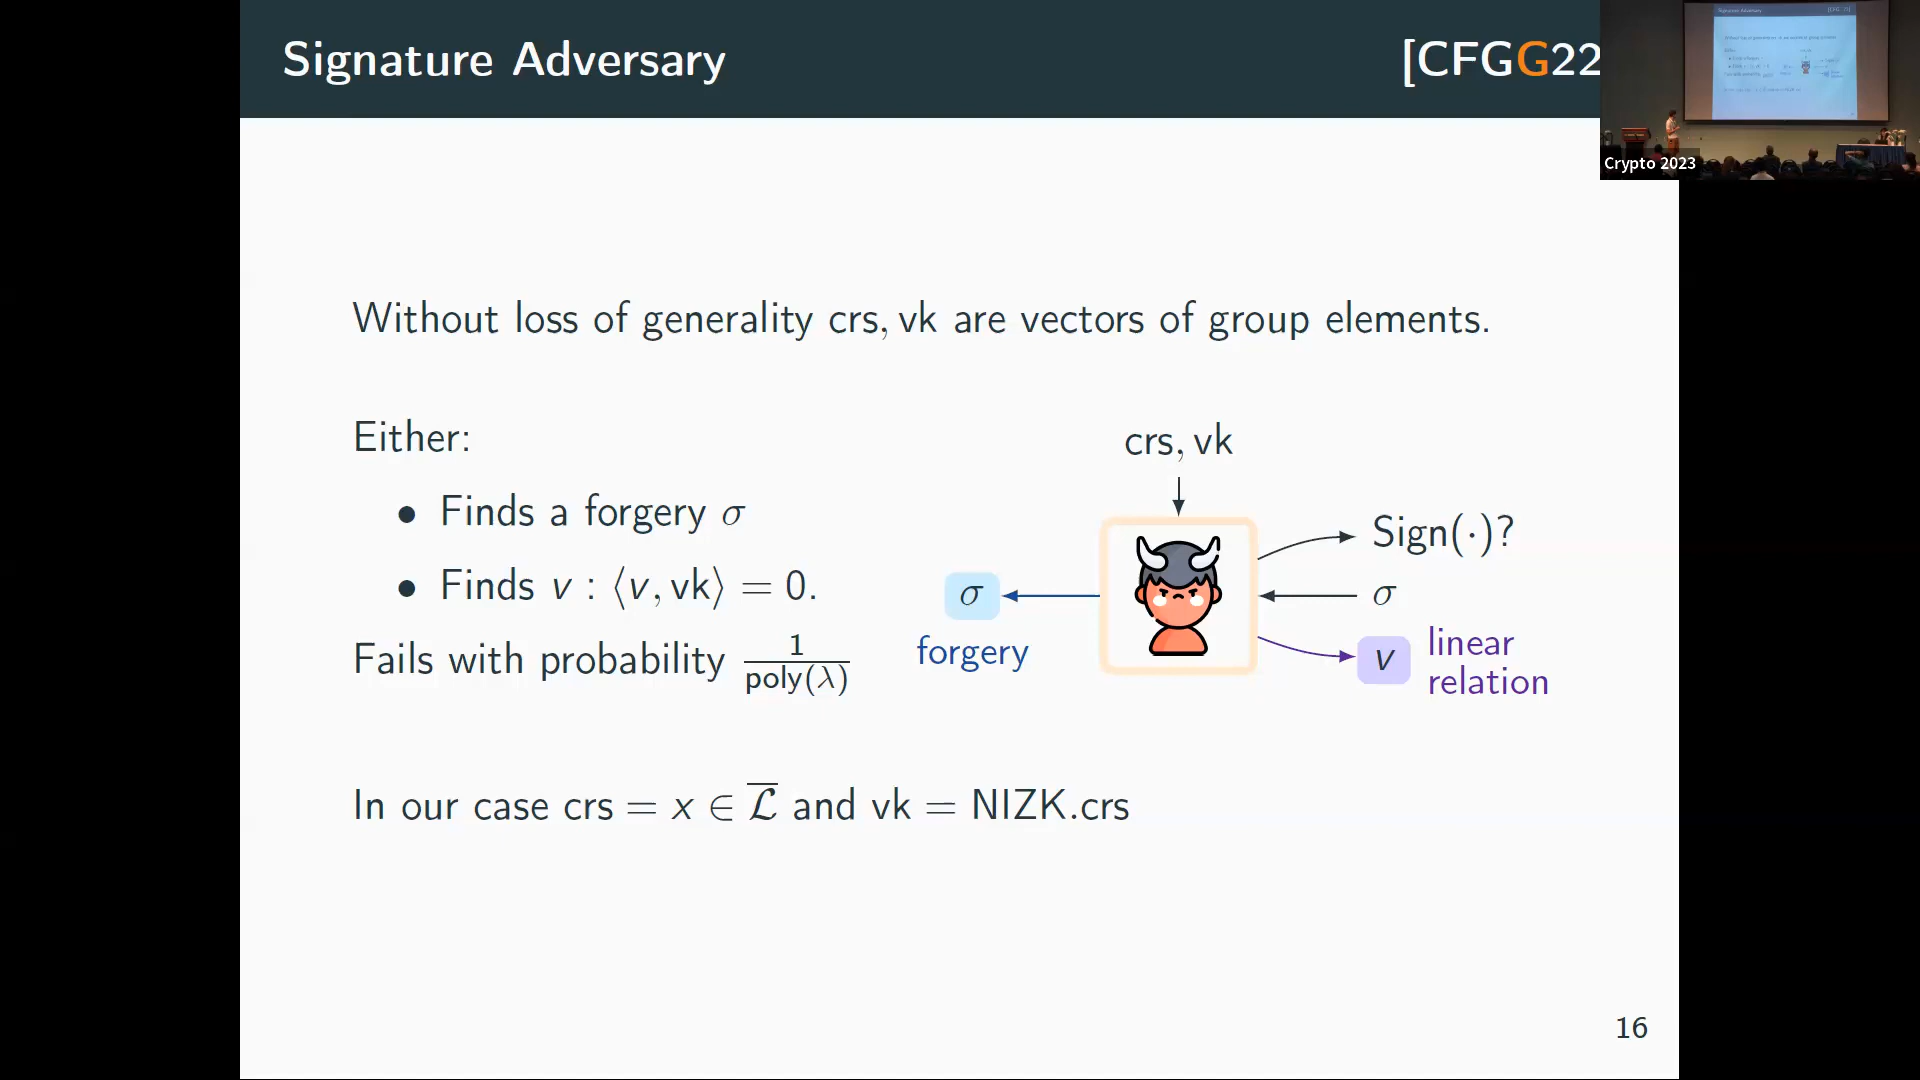 Signature Adversary
[CFGG22
Crypto 2023
Without loss of generality crs, vk are vectors of group elements.
Either:
• Finds a forgery σ
• Finds v : ⟨v, vk⟩ = 0.
Fails with probability 1/poly(λ)
crs, vk
Sign(·)?
σ
σ
forgery
v
linear
relation
In our case crs = x ∈ \overline{ℒ} and vk = NIZK.crs
16